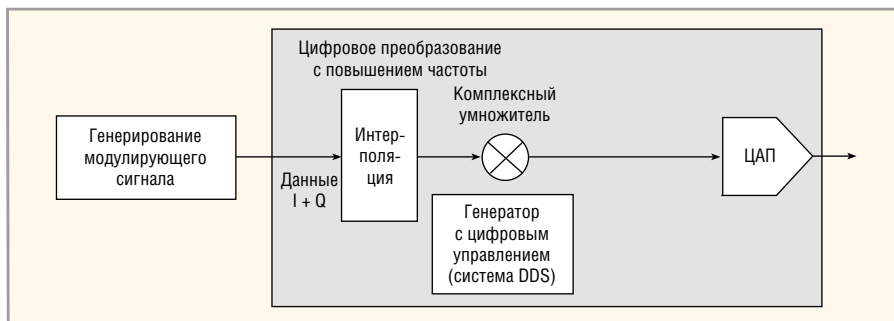 Цифровое преобразование
с повышением частоты
Комплексный
умножитель
Генерирование
модулирующего
сигнала
Данные
I + Q
Интер-
поля-
ция
ЦАП
Генератор
с цифровым
управлением
(система DDS)